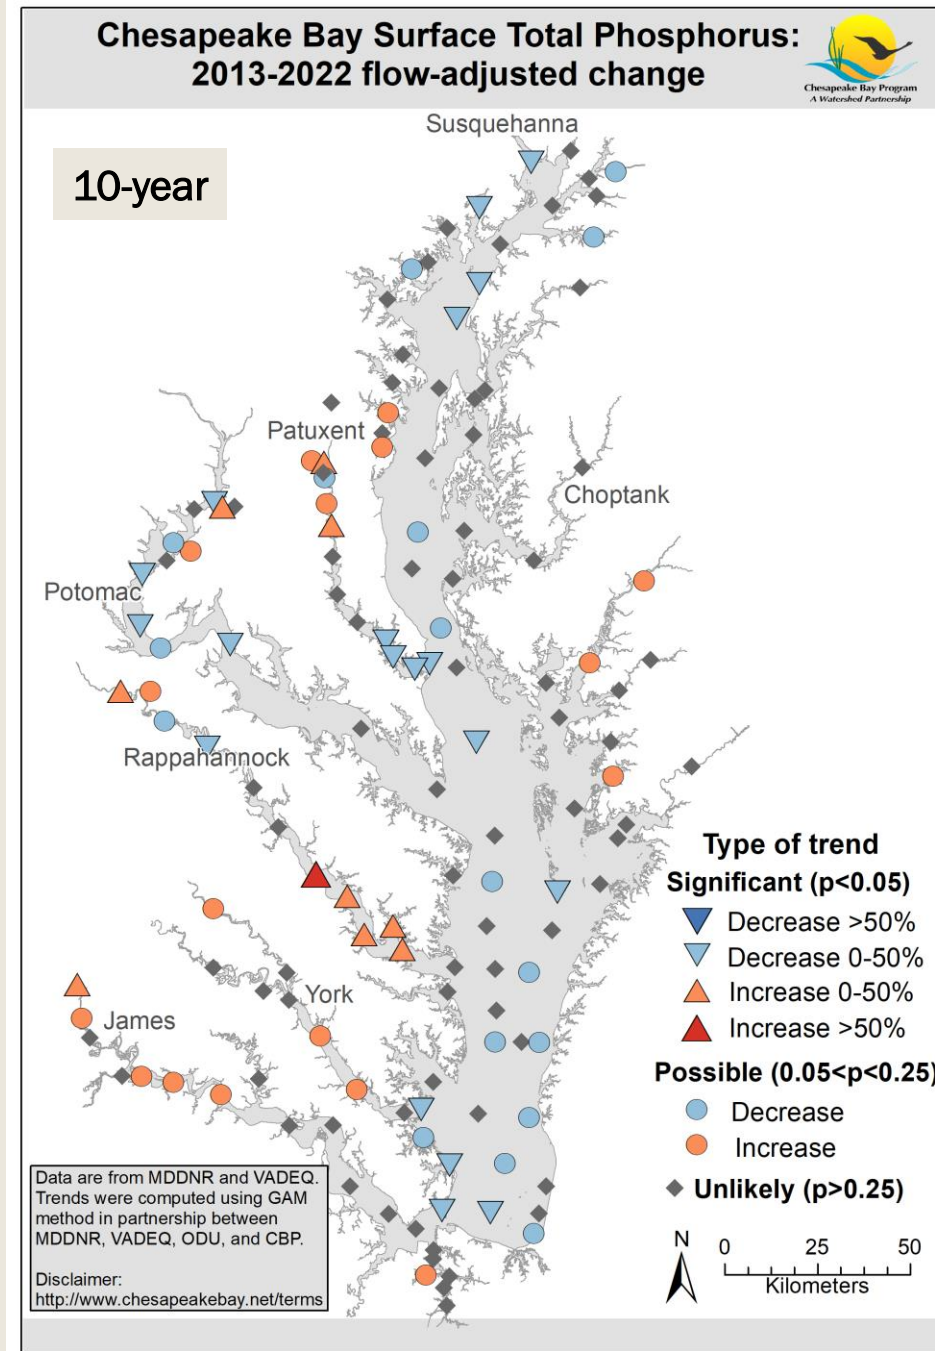 Chesapeake Bay Surface Total Phosphorus:
2013-2022 flow-adjusted change
Chesapeake Bay Program
A Watershed Partnership
10-year
Susquehanna
Patuxent
Choptank
Potomac
Rappahannock
York
James
Type of trend
Significant (p<0.05)
Decrease >50%
Decrease 0-50%
Increase 0-50%
Increase >50%
Possible (0.05<p<0.25)
Decrease
Increase
Unlikely (p>0.25)
N
0 25 50
Kilometers
Data are from MDDNR and VADEQ.
Trends were computed using GAM
method in partnership between
MDDNR, VADEQ, ODU, and CBP.
Disclaimer:
http://www.chesapeakebay.net/terms